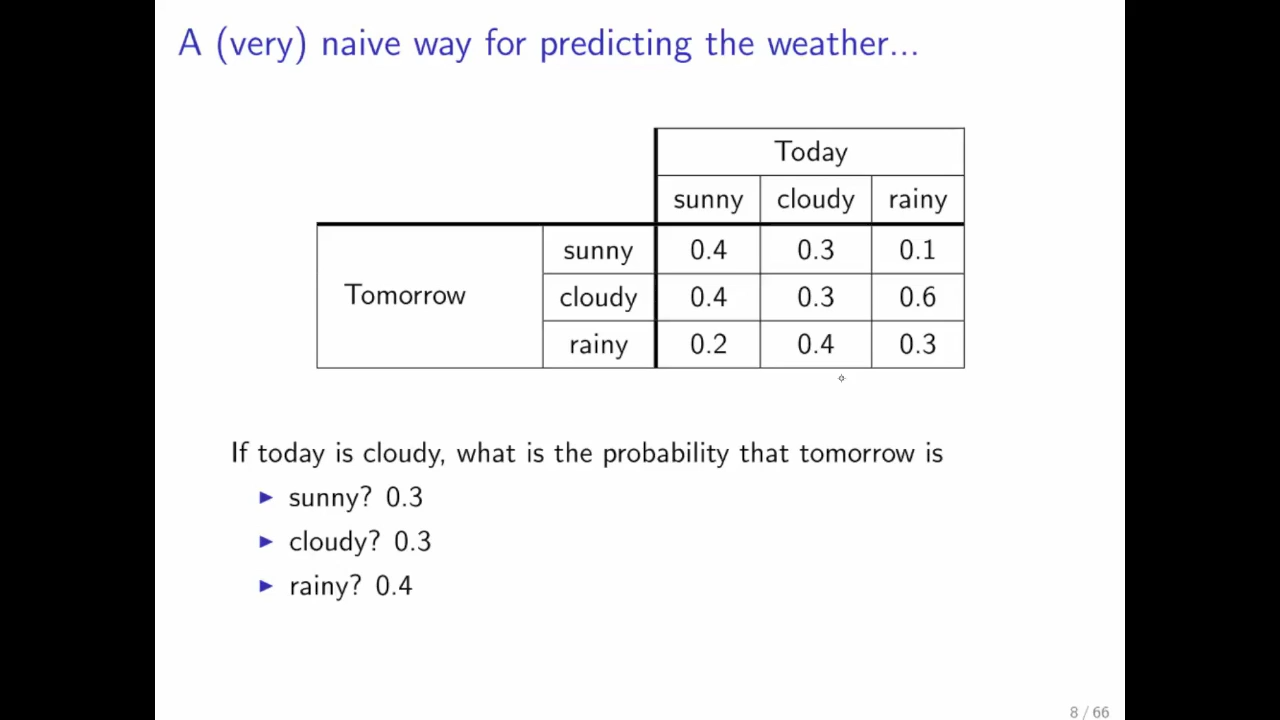 A (very) naive way for predicting the weather...
Today
sunny cloudy rainy
sunny 0.4 0.3 0.1
Tomorrow cloudy 0.4 0.3 0.6
rainy 0.2 0.4 0.3
If today is cloudy, what is the probability that tomorrow is
▶ sunny? 0.3
▶ cloudy? 0.3
▶ rainy? 0.4
8 / 66